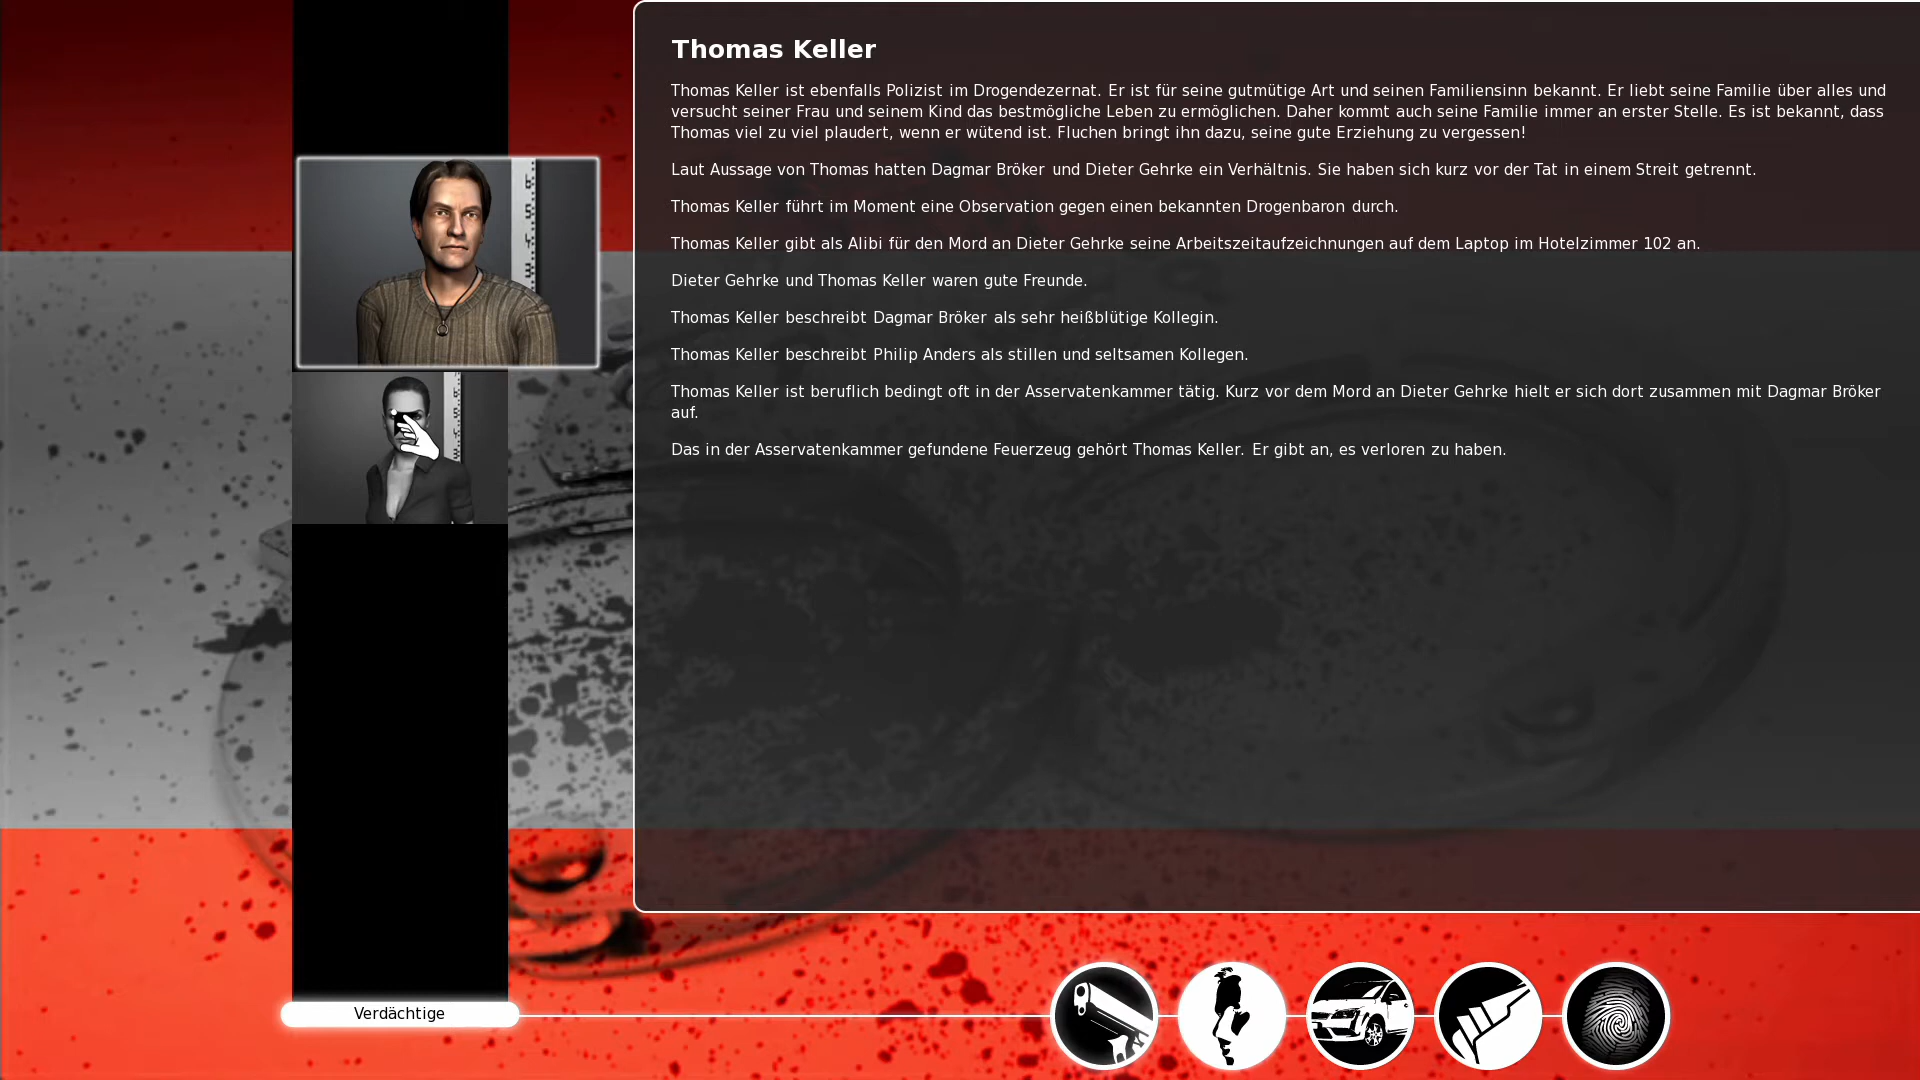 Thomas Keller
Thomas Keller ist ebenfalls Polizist im Drogendezernat. Er ist für seine gutmütige Art und seinen Familiensinn bekannt. Er liebt seine Familie über alles und
versucht seiner Frau und seinem Kind das bestmögliche Leben zu ermöglichen. Daher kommt auch seine Familie immer an erster Stelle. Es ist bekannt, dass
Thomas viel zu viel plaudert, wenn er wütend ist. Fluchen bringt ihn dazu, seine gute Erziehung zu vergessen!
Laut Aussage von Thomas hatten Dagmar Bröker und Dieter Gehrke ein Verhältnis. Sie haben sich kurz vor der Tat in einem Streit getrennt.
Thomas Keller führt im Moment eine Observation gegen einen bekannten Drogenbaron durch.
Thomas Keller gibt als Alibi für den Mord an Dieter Gehrke seine Arbeitszeitaufzeichnungen auf dem Laptop im Hotelzimmer 102 an.
Dieter Gehrke und Thomas Keller waren gute Freunde.
Thomas Keller beschreibt Dagmar Bröker als sehr heißblütige Kollegin.
Thomas Keller beschreibt Philip Anders als stillen und seltsamen Kollegen.
Thomas Keller ist beruflich bedingt oft in der Asservatenkammer tätig. Kurz vor dem Mord an Dieter Gehrke hielt er sich dort zusammen mit Dagmar Bröker
auf.
Das in der Asservatenkammer gefundene Feuerzeug gehört Thomas Keller. Er gibt an, es verloren zu haben.
Verdächtige